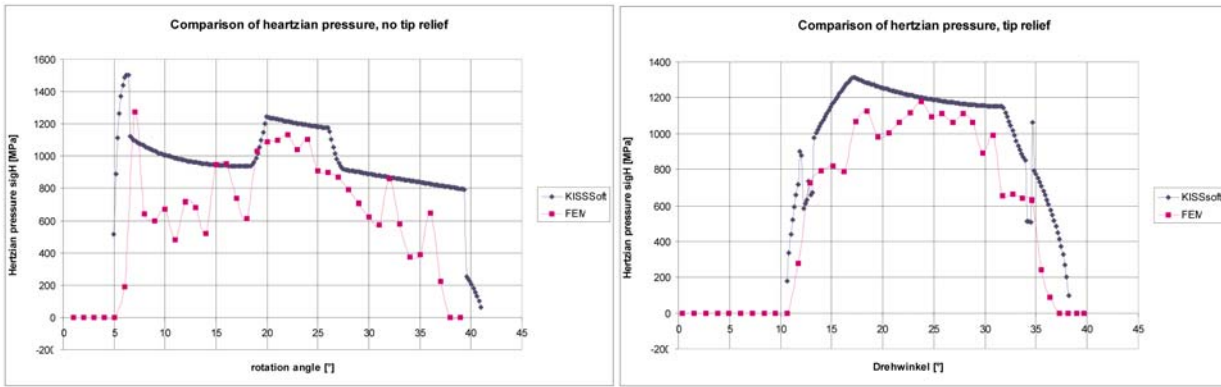 Comparison of heartzian pressure, no tip relief
Hertzian pressure sigH [MPa]
1600
1400
1200
1000
800
600
400
200
0
-200
0 5 10 15 20 25 30 35 40 45
rotation angle [°]
KISSSoft
FEM
Comparison of hertzian pressure, tip relief
Hertzian pressure sigH [MPa]
1400
1200
1000
800
600
400
200
0
-200
0 5 10 15 20 25 30 35 40 45
Drehwinkel [°]
KISSsoft
FEM